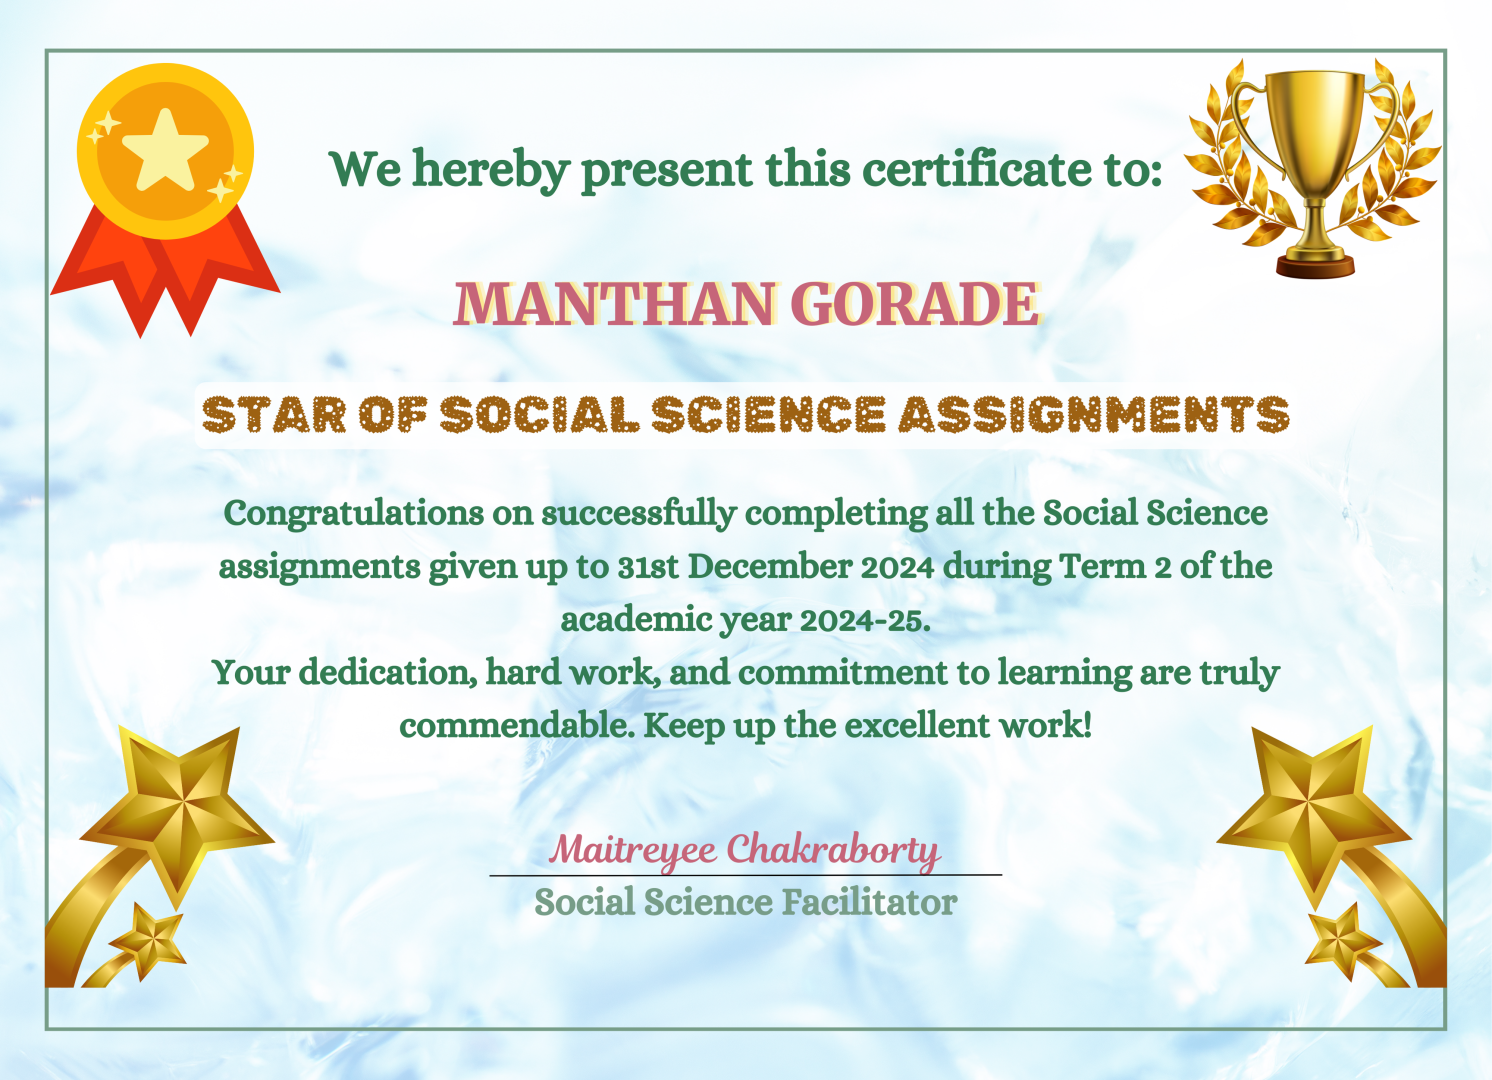 We hereby present this certificate to:
MANTHAN GORADE
STAR OF SOCIAL SCIENCE ASSIGNMENTS
Congratulations on successfully completing all the Social Science
assignments given up to 31st December 2024 during Term 2 of the
academic year 2024-25.
Your dedication, hard work, and commitment to learning are truly
commendable. Keep up the excellent work!
Maitreyee Chakraborty
Social Science Facilitator